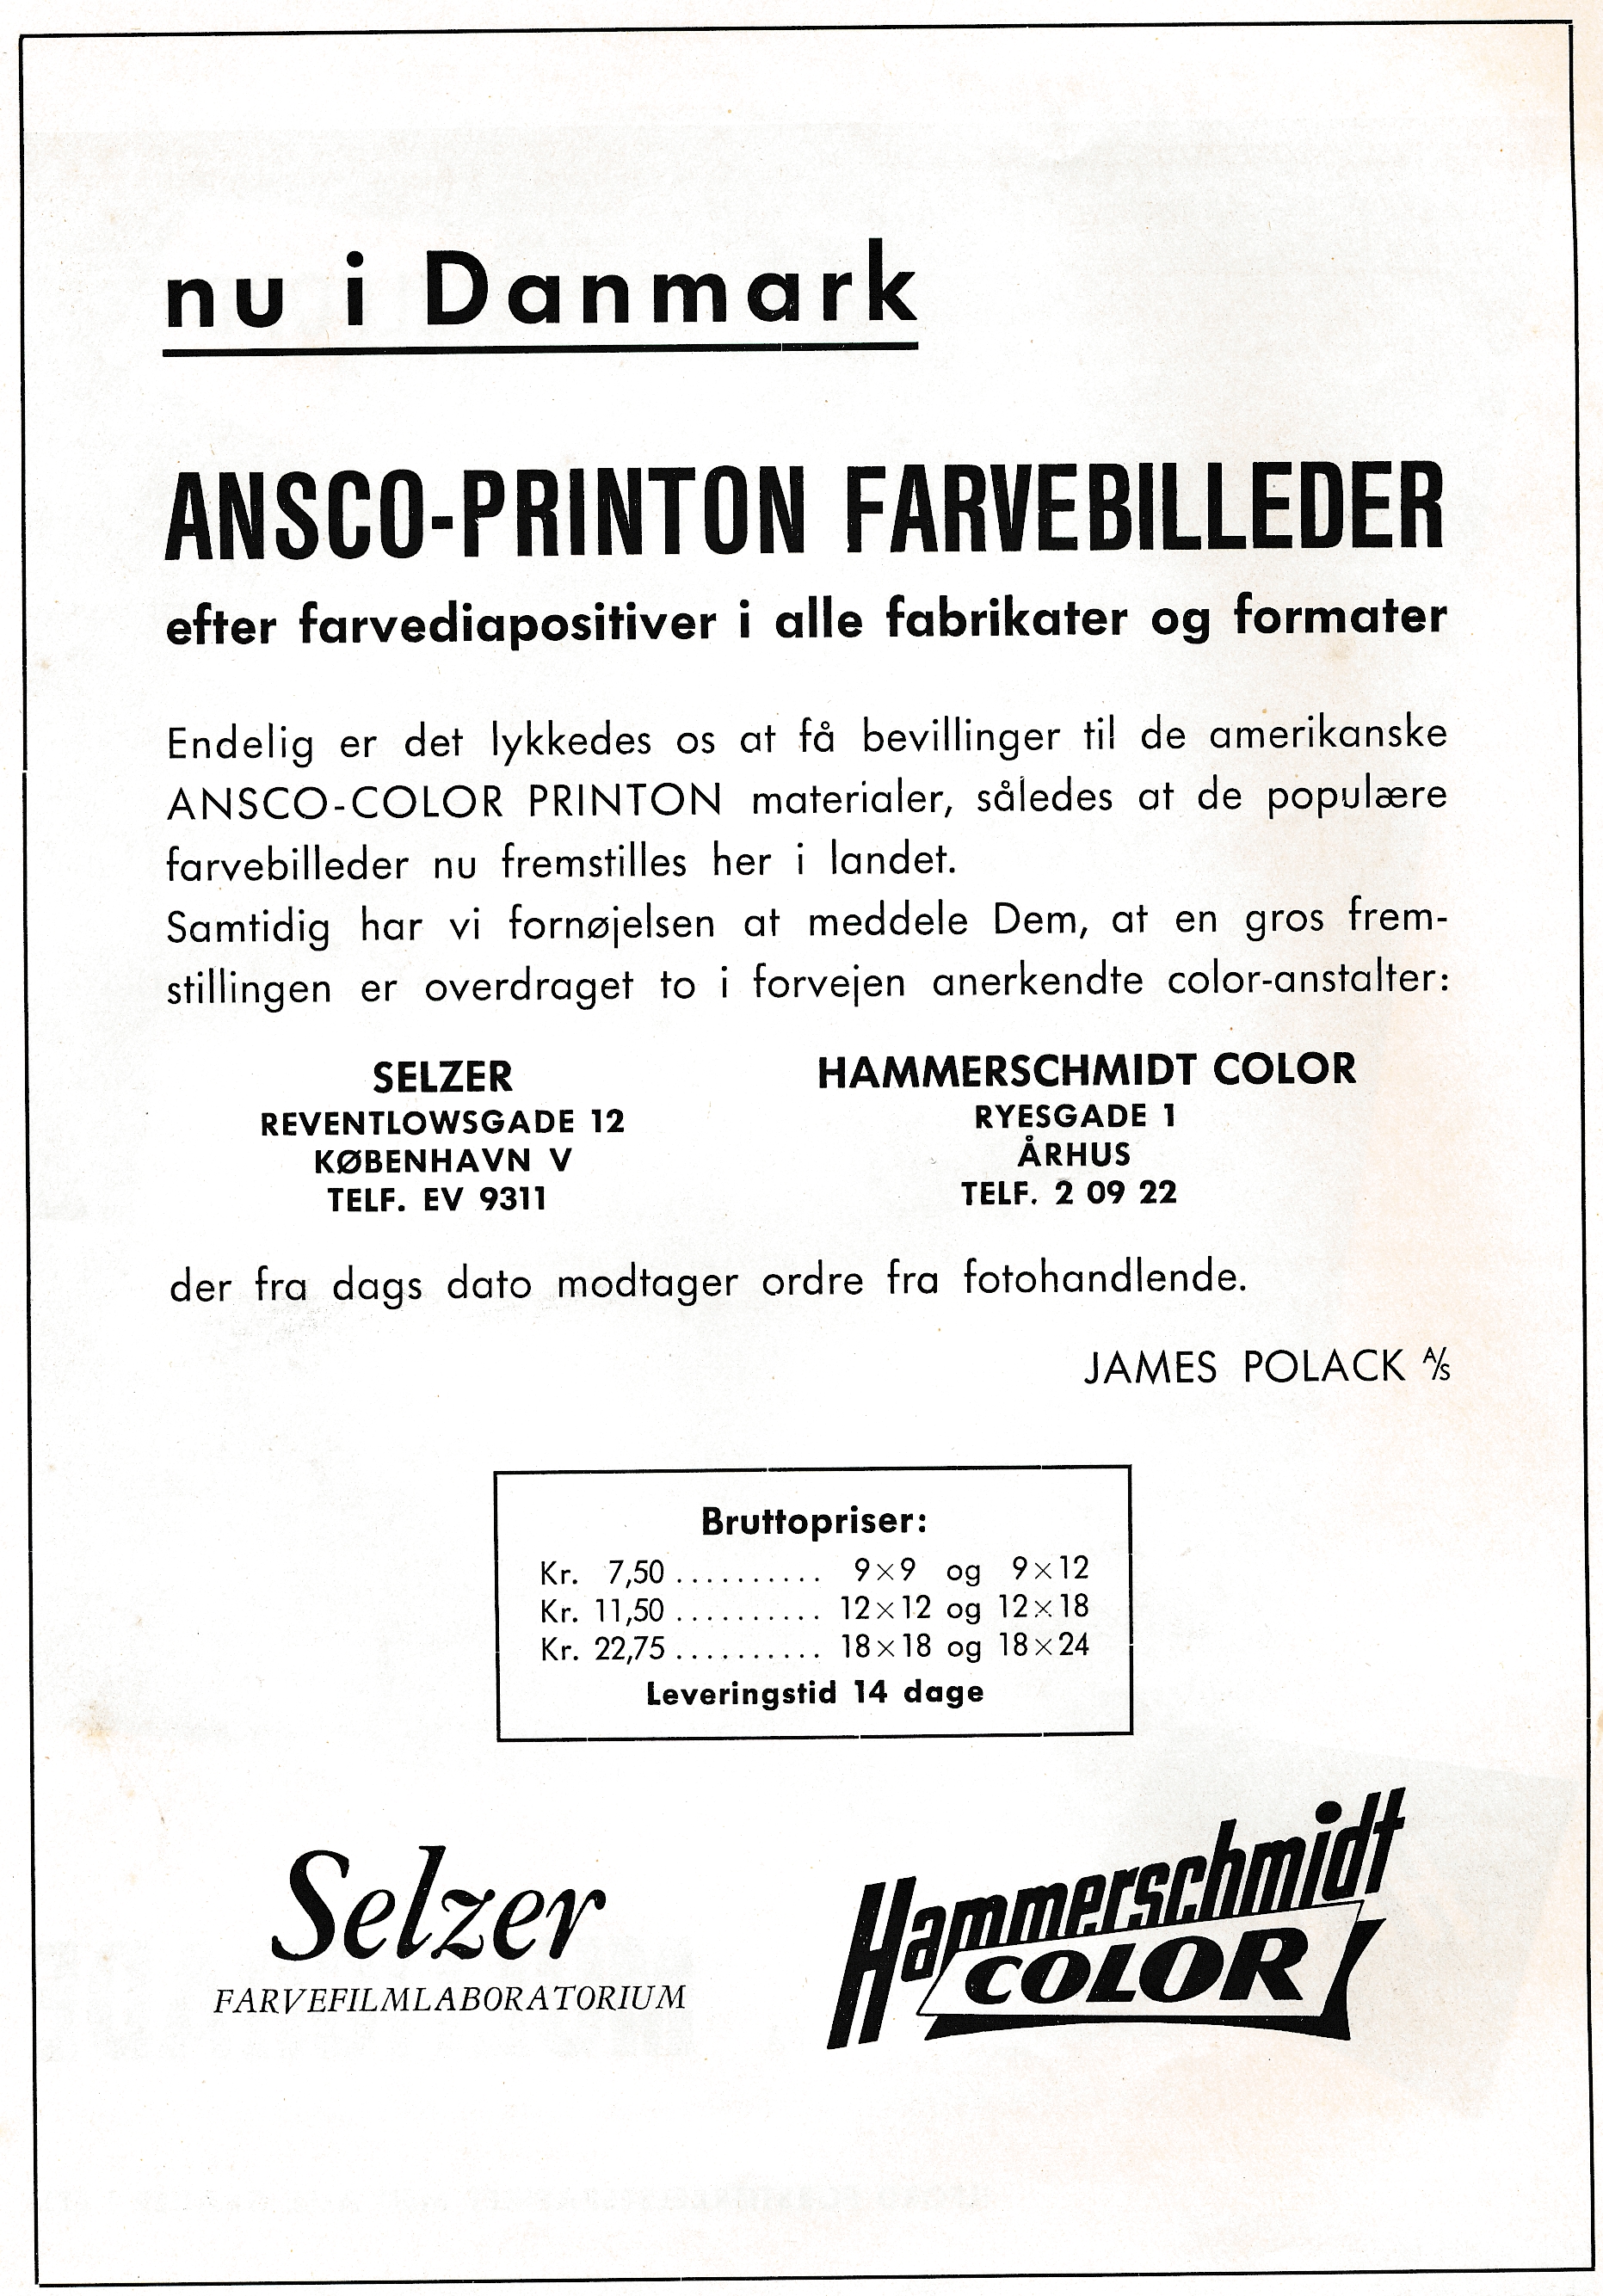 nu i Danmark
ANSCO-PRINTON FARVEBILLEDER
efter farvediapositiver i alle fabrikater og formater
Endelig er det lykkedes os at få bevillinger til de amerikanske
ANSCO-COLOR PRINTON materialer, således at de populære
farvebilleder nu fremstilles her i landet.
Samtidig har vi fornøjelsen at meddele Dem, at en gros frem-
stillingen er overdraget to i forvejen anerkendte color-anstalter:
SELZER
REVENTLOWSGADE 12
KØBENHAVN V
TELF. EV 9311
HAMMERSCHMIDT COLOR
RYESGADE 1
ÅRHUS
TELF. 2 09 22
der fra dags dato modtager ordre fra fotohandlende.
JAMES POLACK A/S
Bruttopriser:
Kr. 7,50 .......... 9×9 og 9×12
Kr. 11,50 .......... 12×12 og 12×18
Kr. 22,75 .......... 18×18 og 18×24
Leveringstid 14 dage
Selzer
FARVEFILMLABORATORIUM
Hammerschmidt
COLOR